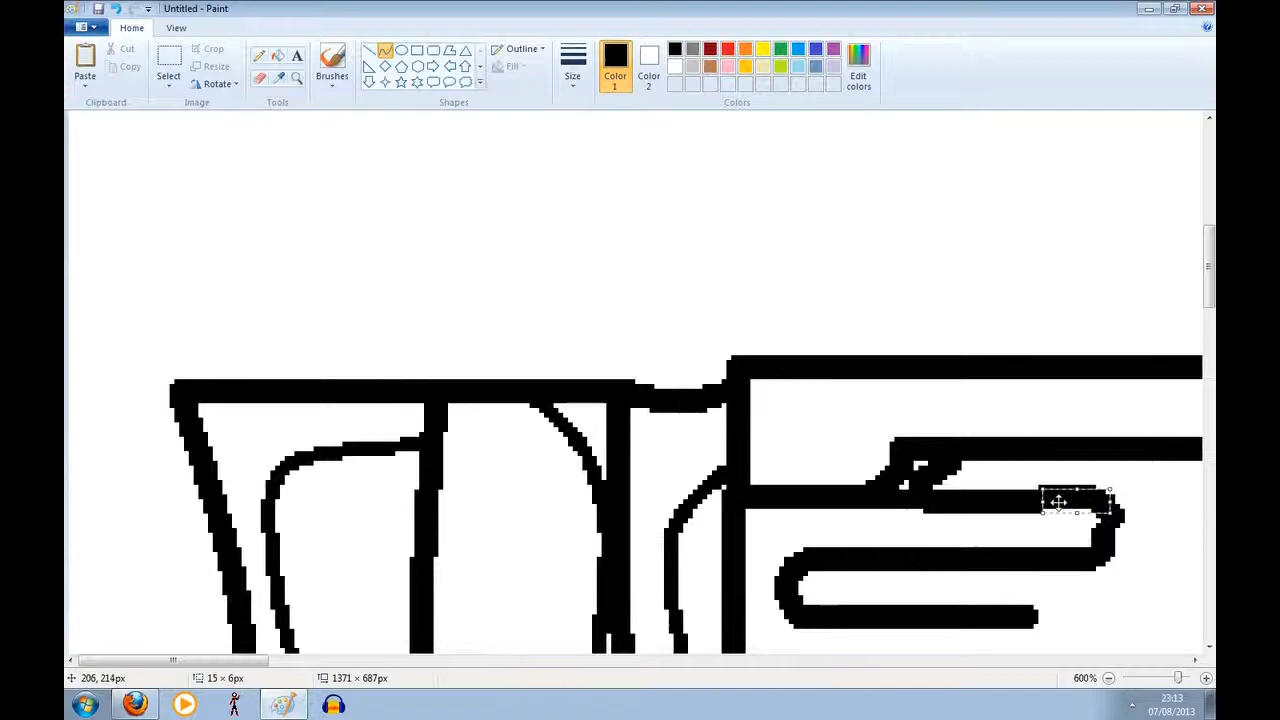 Untitled - Paint
Home
View
Paste
Cut
Copy
Clipboard
Select
Crop
Resize
Rotate
Image
A
Tools
Brushes
Shapes
Outline
Fill
Size
Color 1
Color 2
Colors
Edit colors
206, 214px
15 × 6px
1371 × 687px
600%
23:13
07/08/2013